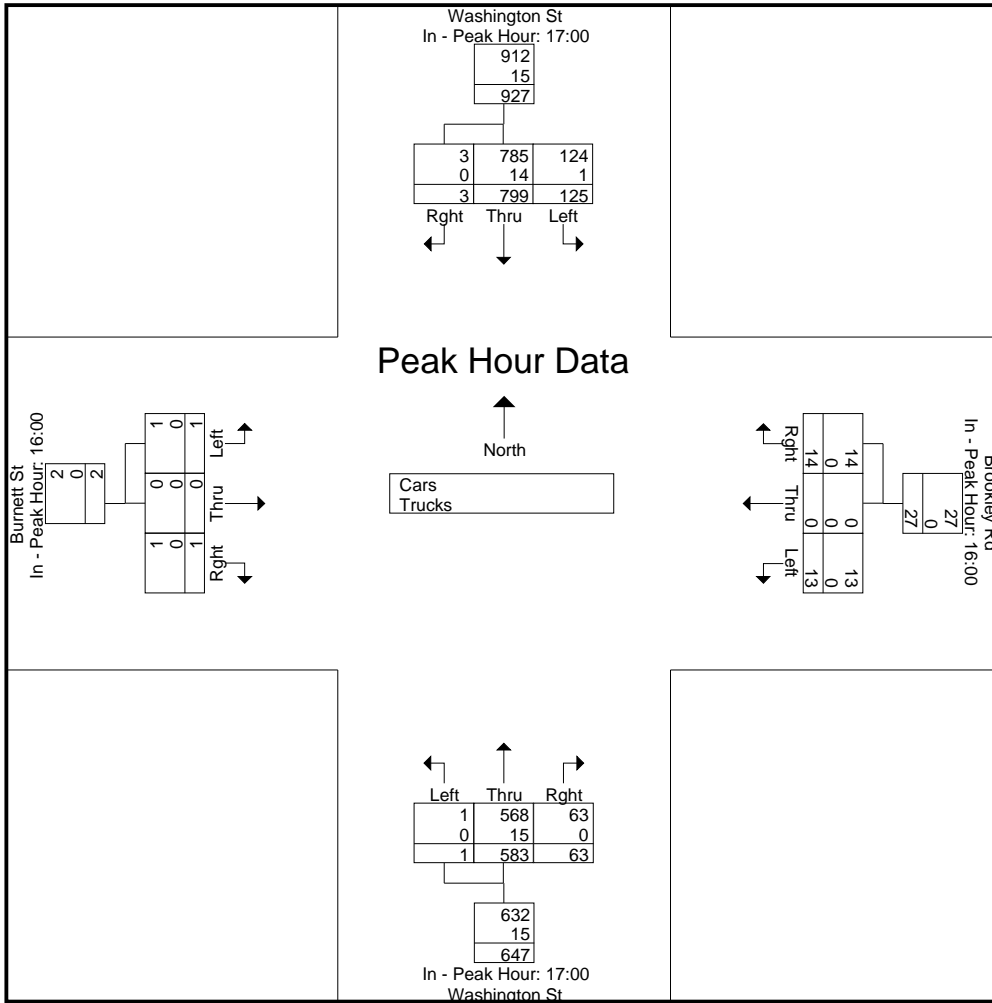 Washington St
In - Peak Hour: 17:00
912
15
927
3 785 124
0 14 1
3 799 125
Rght Thru Left
Peak Hour Data
North
Cars
Trucks
Burnett St
In - Peak Hour: 16:00
2
0
2
1 0 1
Left
0 0 0
Thru
1 0 1
Rght
Rght
14 0 14
Thru
0 0 0
Left
13 0 13
27
0
27
In - Peak Hour: 16:00
Brookley Rd
Left Thru Rght
1 568 63
0 15 0
1 583 63
632
15
647
In - Peak Hour: 17:00
Washington St